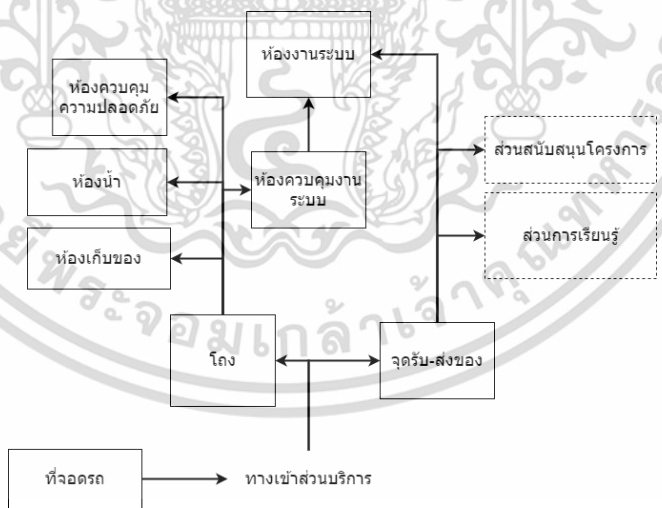 ห้องงานระบบ
ห้องควบคุม
ความปลอดภัย
ส่วนสนับสนุนโครงการ
ห้องน้ำ
ห้องควบคุมงาน
ระบบ
ส่วนการเรียนรู้
ห้องเก็บของ
โถง
จุดรับ-ส่งของ
ที่จอดรถ
ทางเข้าส่วนบริการ